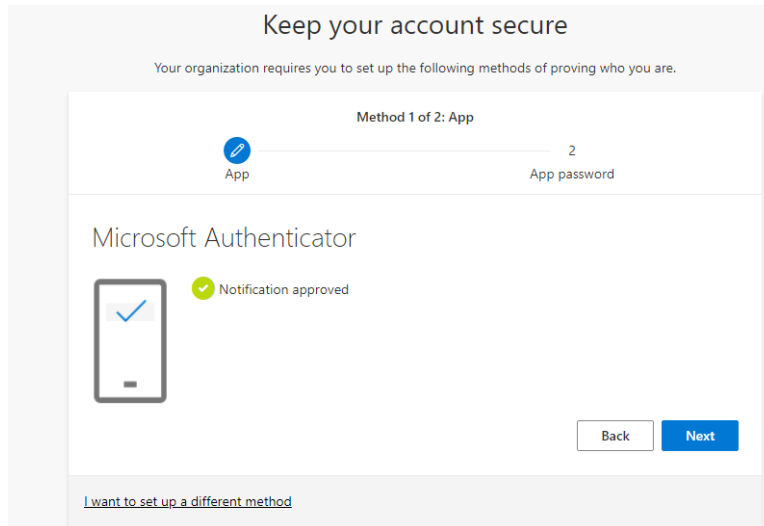 Keep your account secure
Your organization requires you to set up the following methods of proving who you are.
Method 1 of 2: App
2
App
App password
Microsoft Authenticator
Notification approved
Back
Next
I want to set up a different method